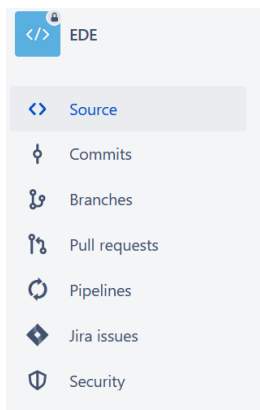 EDE
Source
Commits
Branches
Pull requests
Pipelines
Jira issues
Security